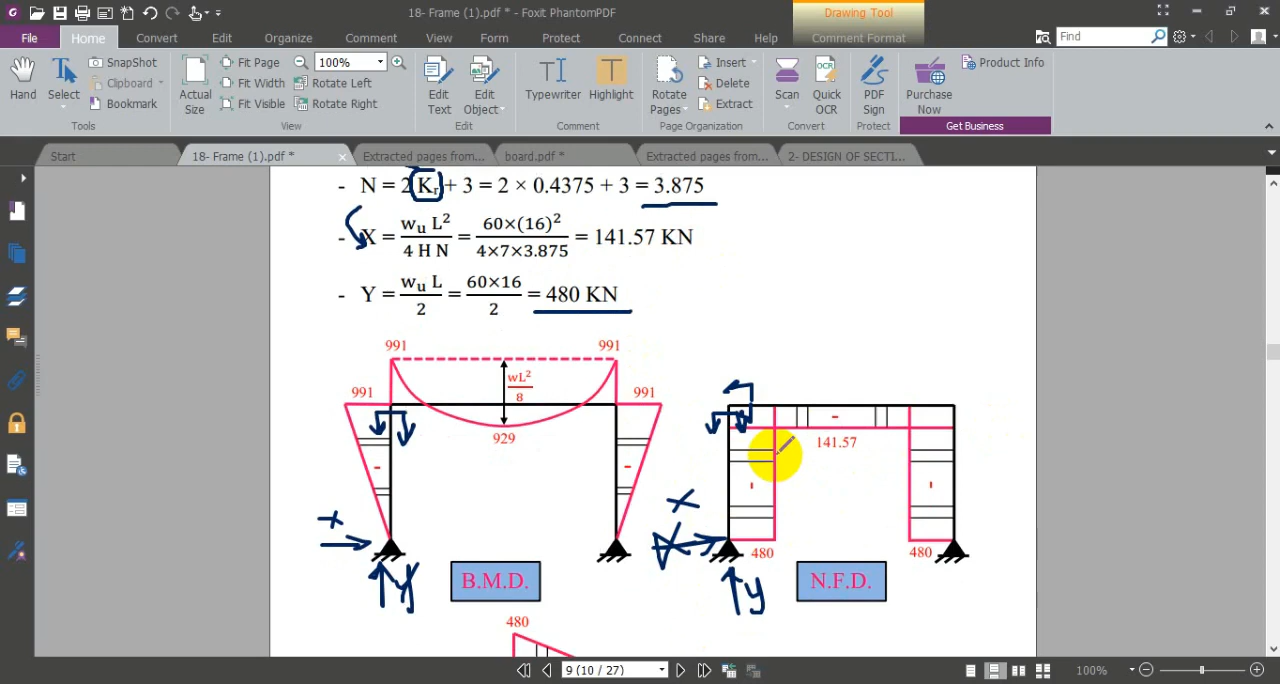 18- Frame (1).pdf * - Foxit PhantomPDF
Drawing Tool
File Home Convert Edit Organize Comment View Form Protect Connect Share Help Comment Format Find
SnapShot Fit Page 100% Insert Product Info
Hand Select Clipboard Actual Size Fit Width Rotate Left Edit Text Edit Object Typewriter Highlight Rotate Pages Delete Scan Quick OCR PDF Sign Purchase Now
Bookmark Fit Visible Rotate Right Extract
Tools View Edit Comment Page Organization Convert Protect Get Business
Start 18- Frame (1).pdf * Extracted pages from... board.pdf * Extracted pages from... 2- DESIGN OF SECTI...
- N = 2 Kr + 3 = 2 × 0.4375 + 3 = 3.875
- X = wu L² / 4 H N = 60×(16)² / 4×7×3.875 = 141.57 KN
- Y = wu L / 2 = 60×16 / 2 = 480 KN
991 991
wL² / 8
991 991
929
-
-
X
Y
B.M.D.
-
141.57
-
-
X
480 480
Y
N.F.D.
480
9 (10 / 27) 100%